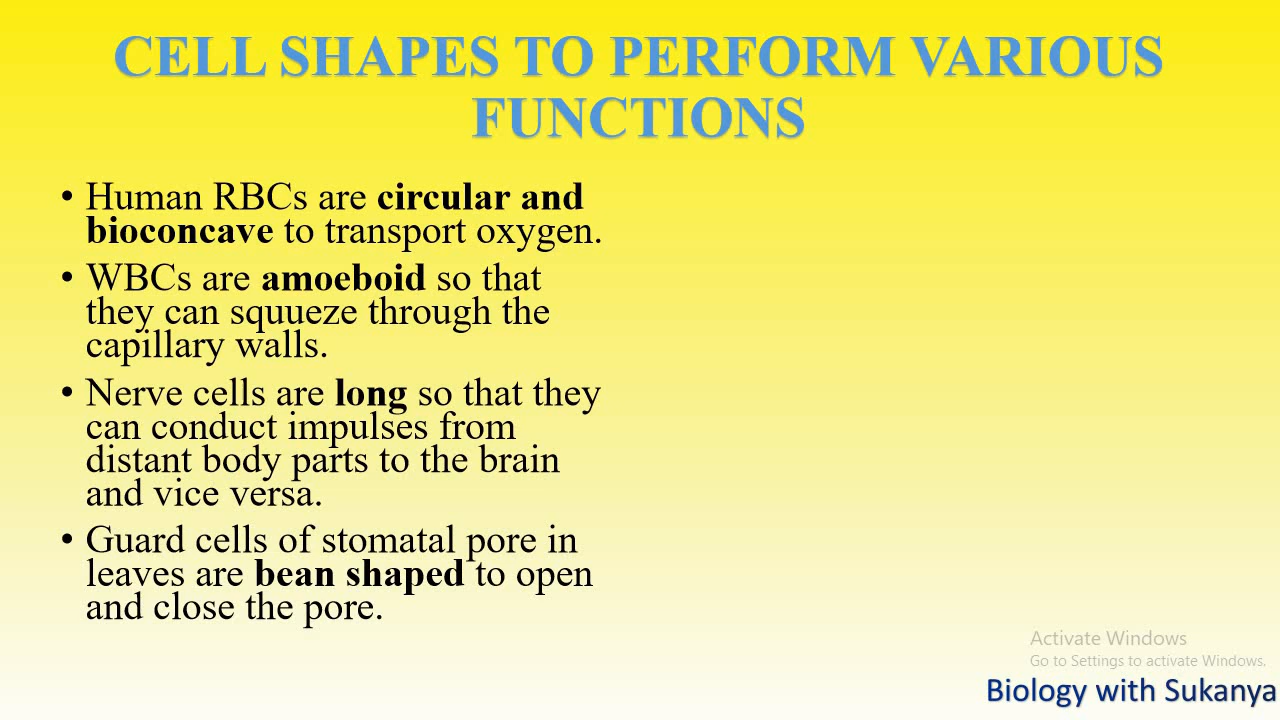 CELL SHAPES TO PERFORM VARIOUS
FUNCTIONS
• Human RBCs are circular and
bioconcave to transport oxygen.
• WBCs are amoeboid so that
they can squueze through the
capillary walls.
• Nerve cells are long so that they
can conduct impulses from
distant body parts to the brain
and vice versa.
• Guard cells of stomatal pore in
leaves are bean shaped to open
and close the pore.
Activate Windows
Go to Settings to activate Windows.
Biology with Sukanya